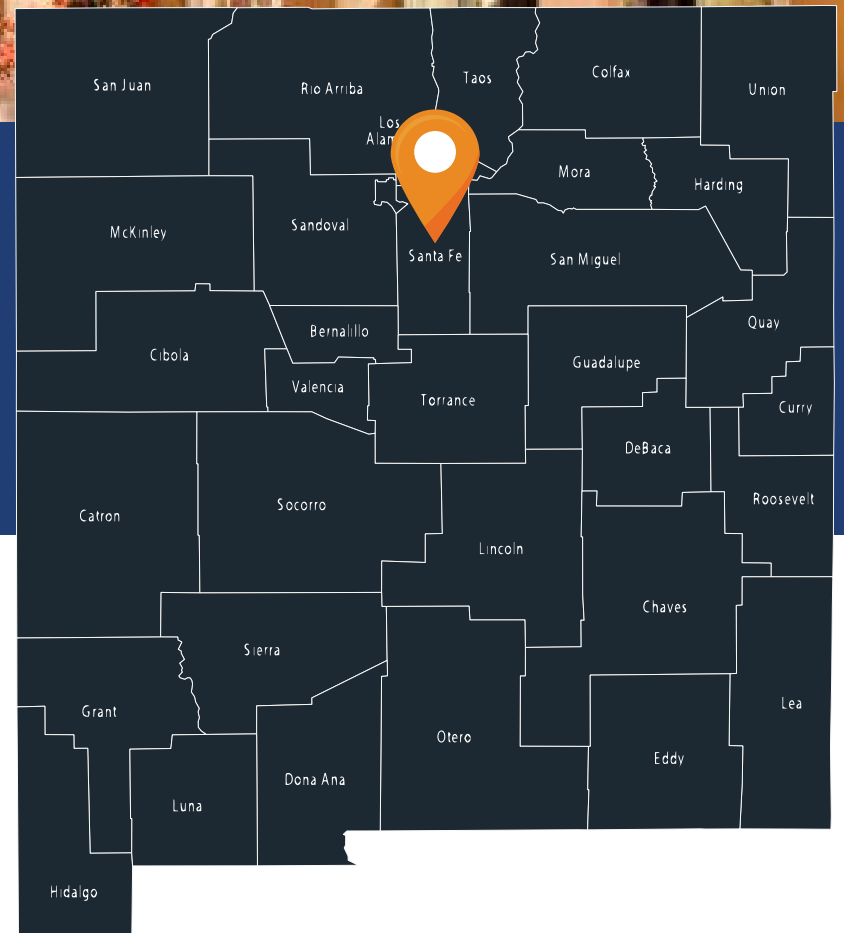 San Juan
Rio Arriba
Taos
Colfax
Union
Los
Alam
Mora
Harding
McKinley
Sandoval
Santa Fe
San Miguel
Bernalillo
Quay
Cibola
Guadalupe
Valencia
Torrance
Curry
DeBaca
Roosevelt
Catron
Socorro
Lincoln
Chaves
Sierra
Grant
Lea
Otero
Eddy
Dona Ana
Luna
Hidalgo